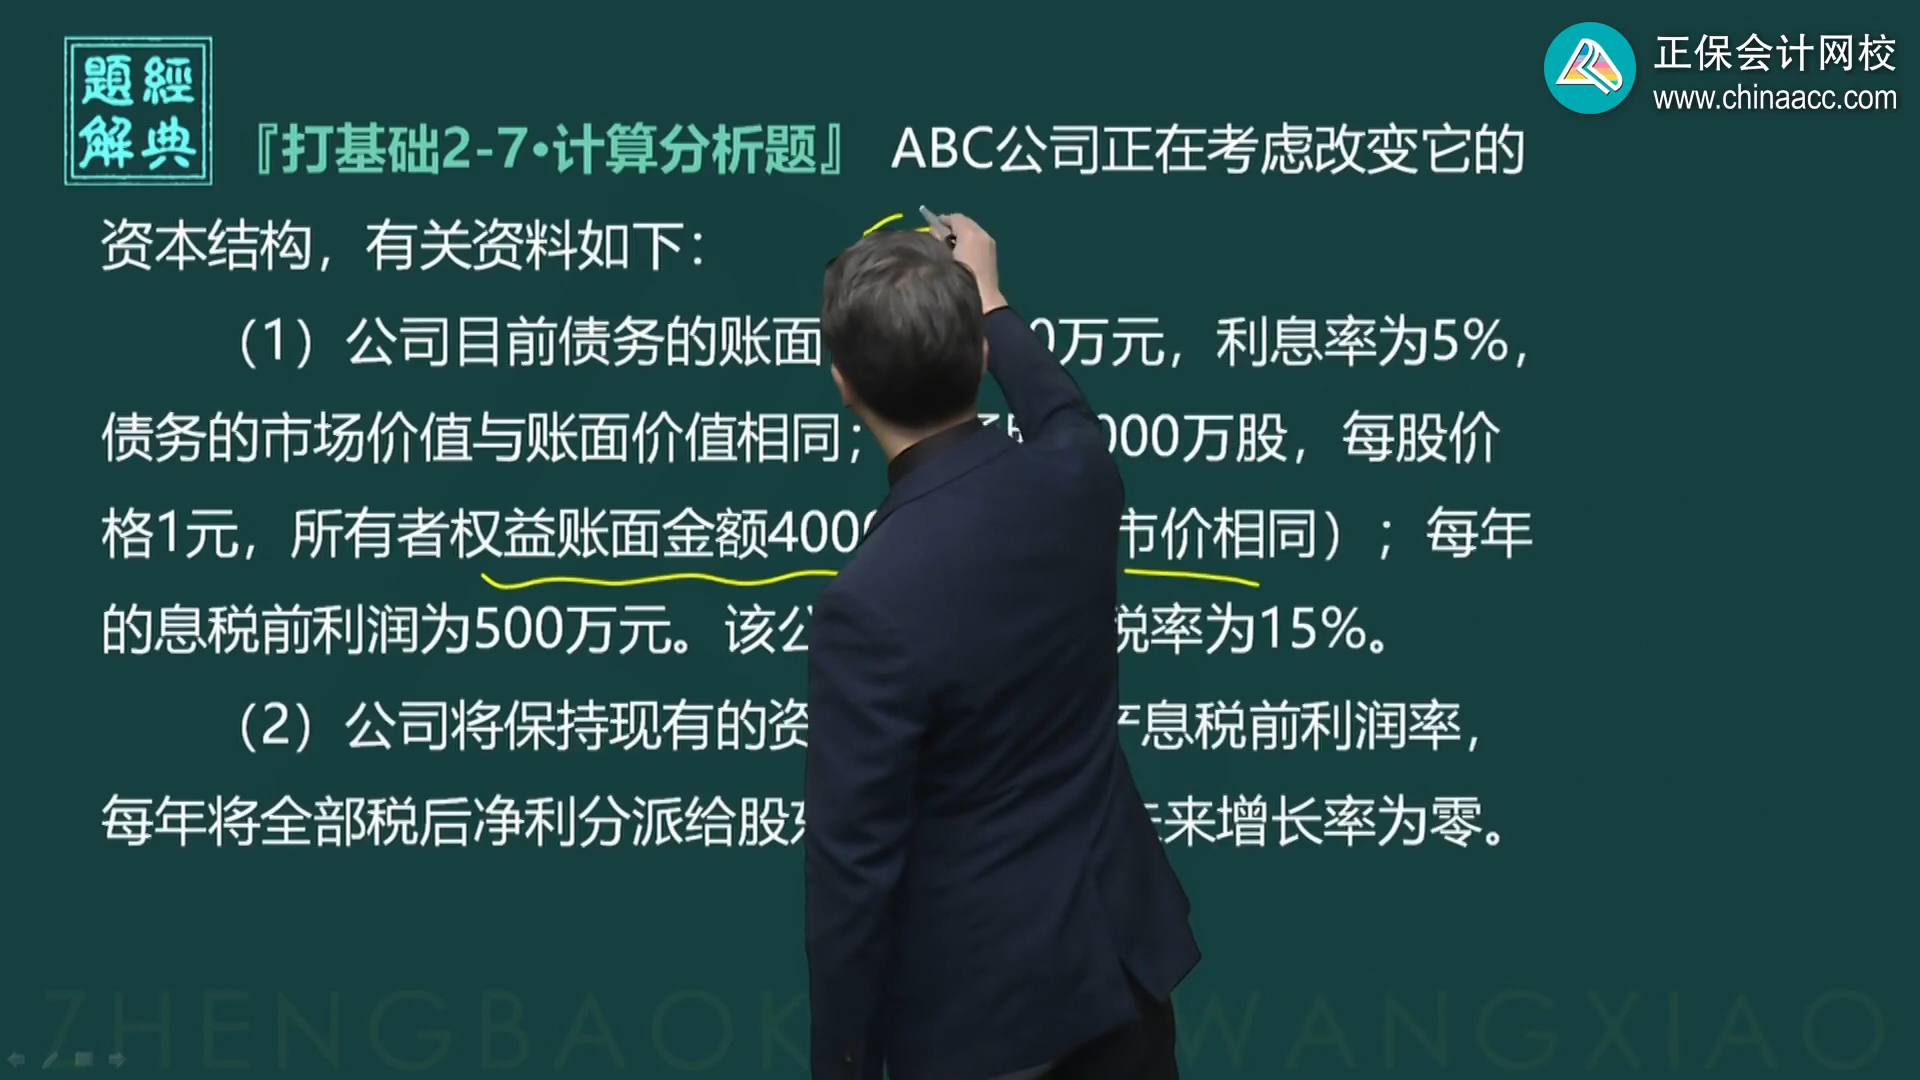 經典
題解
正保会计网校
www.chinaacc.com
『打基础2-7•计算分析题』 ABC公司正在考虑改变它的
资本结构，有关资料如下：
（1）公司目前债务的账面 0万元，利息率为5%，
债务的市场价值与账面价值相同； 000万股，每股价
格1元，所有者权益账面金额400 市价相同）；每年
的息税前利润为500万元。该公 税率为15%。
（2）公司将保持现有的资 息税前利润率，
每年将全部税后净利分派给股 未来增长率为零。
ZHENGBAOK WANGXIAO